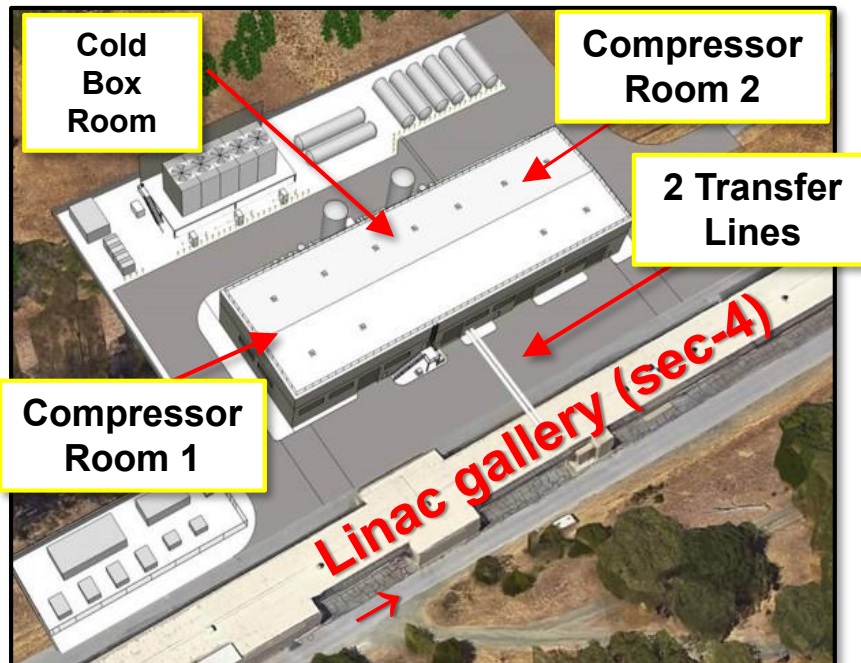 Cold
Box
Room
Compressor
Room 2
2 Transfer
Lines
Compressor
Room 1
Linac gallery (sec-4)